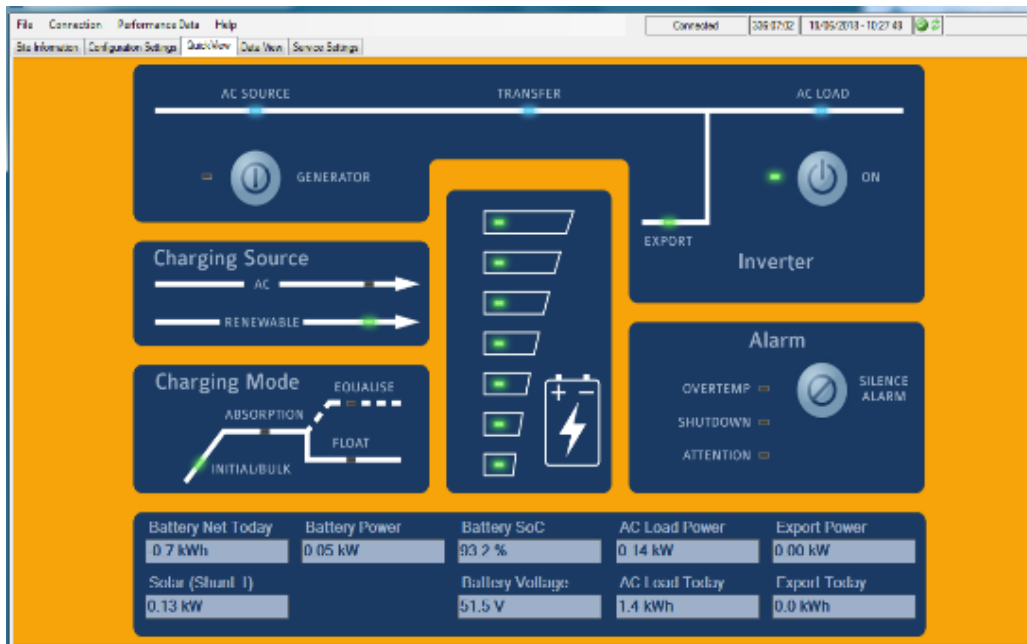 File Connection Performance Data Help
Connected
Site Information Configuration Settings QuickView Data View Service Settings
AC SOURCE TRANSFER AC LOAD
GENERATOR ON
EXPORT
Inverter
Charging Source
AC
RENEWABLE
Charging Mode
EQUALISE
ABSORPTION
FLOAT
INITIAL/BULK
Alarm
OVERTEMP
SILENCE
ALARM
SHUTDOWN
ATTENTION
Battery Net Today Battery Power Battery SoC AC Load Power Export Power
-0.7 kWh 0.05 kW 93.2 % 0.14 kW 0.00 kW
Solar (Shunt 1) Battery Voltage AC Load Today Export Today
0.13 kW 51.5 V 1.4 kWh 0.0 kWh